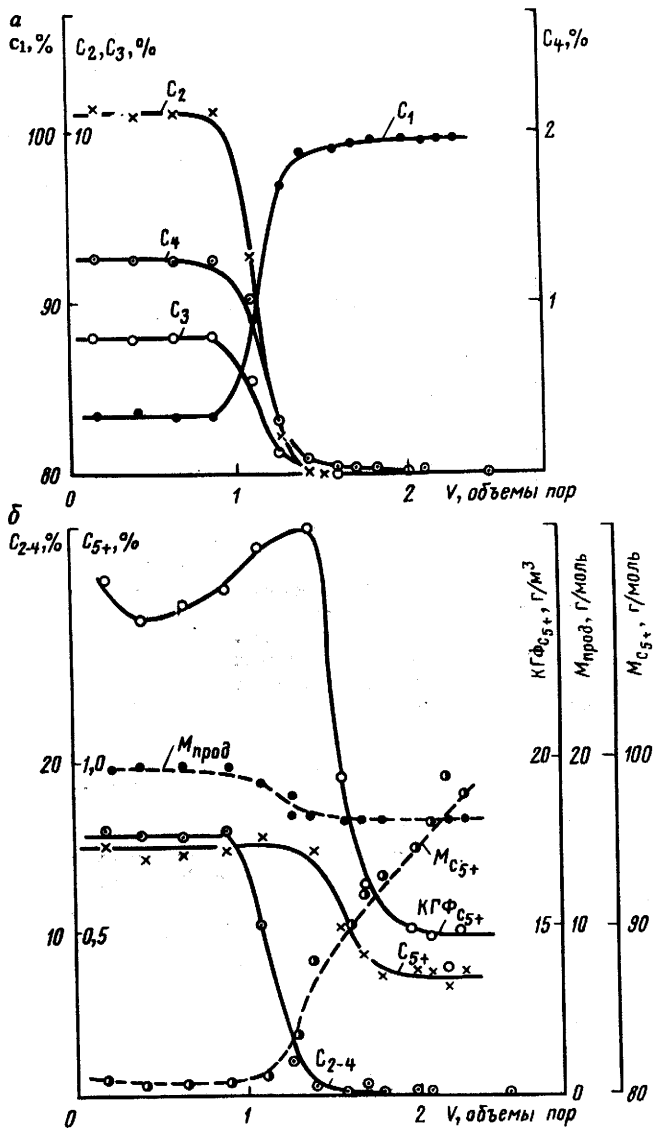 а
C₁,% C₂,C₃,% C₄,%
C₂
100 10 C₁ 2
C₄
90 1
C₃
80
0 1 2 V, объемы пор
б
C₂₋₄,% C₅₊,%
КГФC₅₊, г/м³
Mпрод, г/моль
MC₅₊, г/моль
Mпрод
20 1,0 20 20 100
MC₅₊
КГФC₅₊
10 0,5 15 10 90
C₅₊
C₂₋₄
0 0 80
0 1 2 V, объемы пор